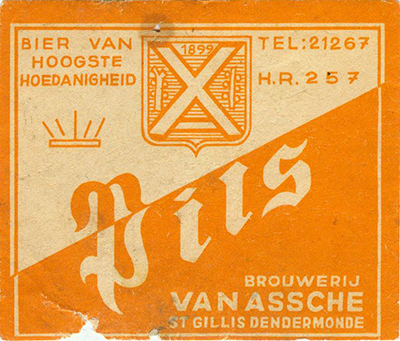 BIER VAN
HOOGSTE
HOEDANIGHEID
1899
X
TEL:21267
H.R. 257
Pils
BROUWERIJ
VAN ASSCHE
ST GILLIS DENDERMONDE